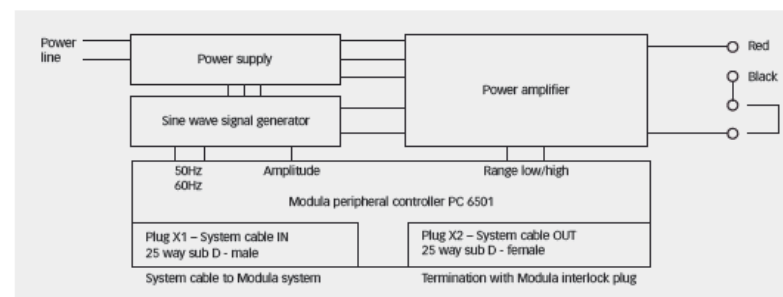 Power
line
Power supply
Power amplifier
Red
Black
Sine wave signal generator
50Hz
60Hz
Amplitude
Range low/high
Modula peripheral controller PC 6501
Plug X1 – System cable IN
25 way sub D - male
Plug X2 – System cable OUT
25 way sub D - female
System cable to Modula system
Termination with Modula interlock plug